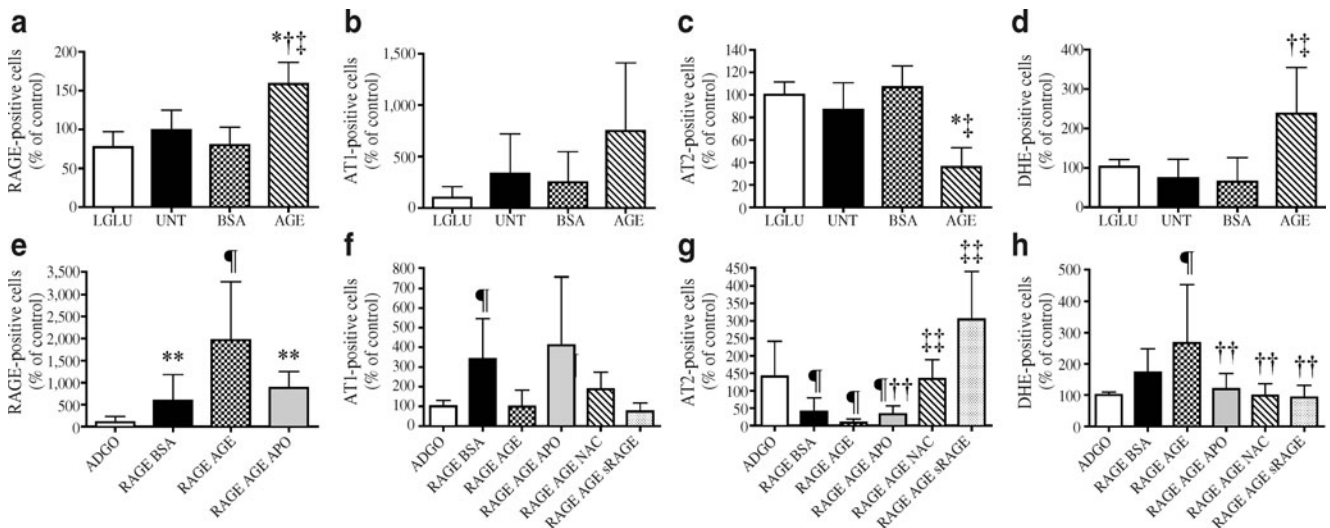 a
RAGE-positive cells
(% of control)
200
150
100
50
0
*†‡
LGLU UNT BSA AGE
b
AT1-positive cells
(% of control)
1,500
1,000
500
0
LGLU UNT BSA AGE
c
AT2-positive cells
(% of control)
140
120
100
80
60
40
20
0
*‡
LGLU UNT BSA AGE
d
DHE-positive cells
(% of control)
400
300
200
100
0
†‡
LGLU UNT BSA AGE
e
RAGE-positive cells
(% of control)
3,500
3,000
2,500
2,000
1,500
1,000
500
0
**
¶
**
ADGO
RAGE BSA
RAGE AGE
RAGE AGE APO
f
AT1-positive cells
(% of control)
800
700
600
500
400
300
200
100
0
¶
ADGO
RAGE BSA
RAGE AGE
RAGE AGE APO
RAGE AGE NAC
RAGE AGE sRAGE
g
AT2-positive cells
(% of control)
450
400
350
300
250
200
450
100
50
0
¶
¶
¶††
‡‡
‡‡
ADGO
RAGE BSA
RAGE AGE
RAGE AGE APO
RAGE AGE NAC
RAGE AGE sRAGE
h
DHE-positive cells
(% of control)
500
400
300
200
100
0
¶
††
††
††
ADGO
RAGE BSA
RAGE AGE
RAGE AGE APO
RAGE AGE NAC
RAGE AGE sRAGE